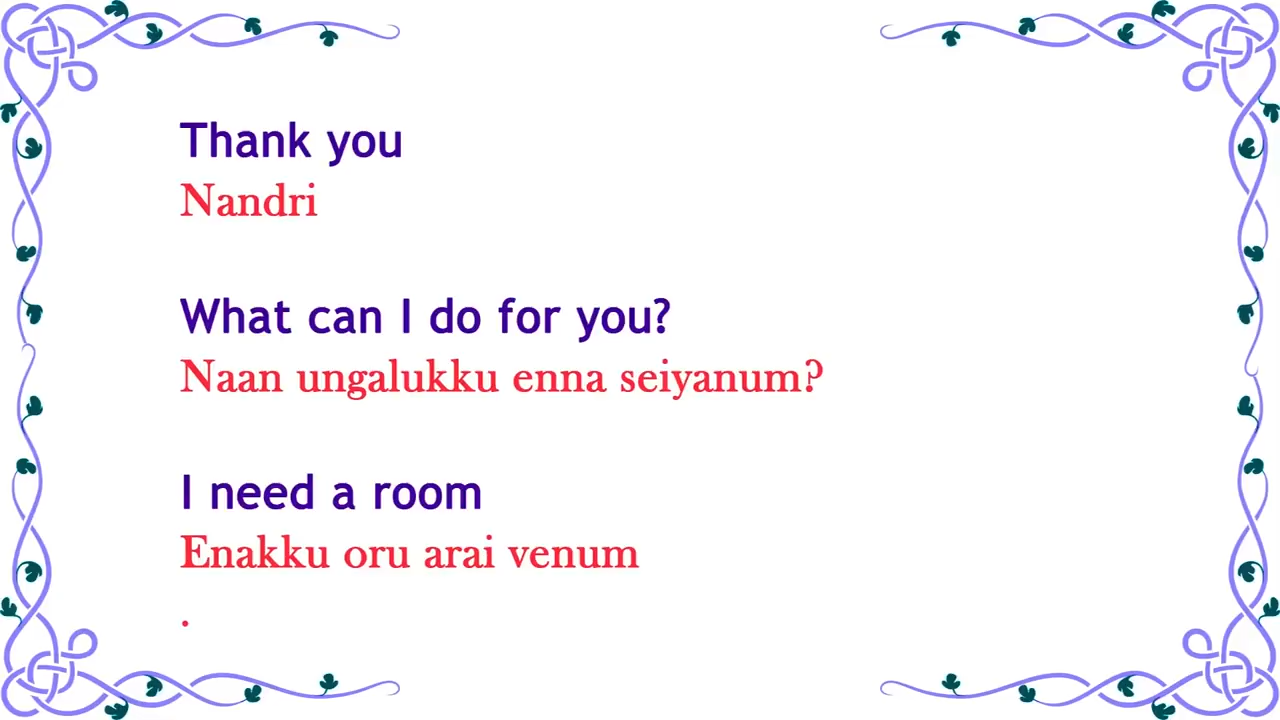 Thank you
Nandri
What can I do for you?
Naan ungalukku enna seiyanum?
I need a room
Enakku oru arai venum
.